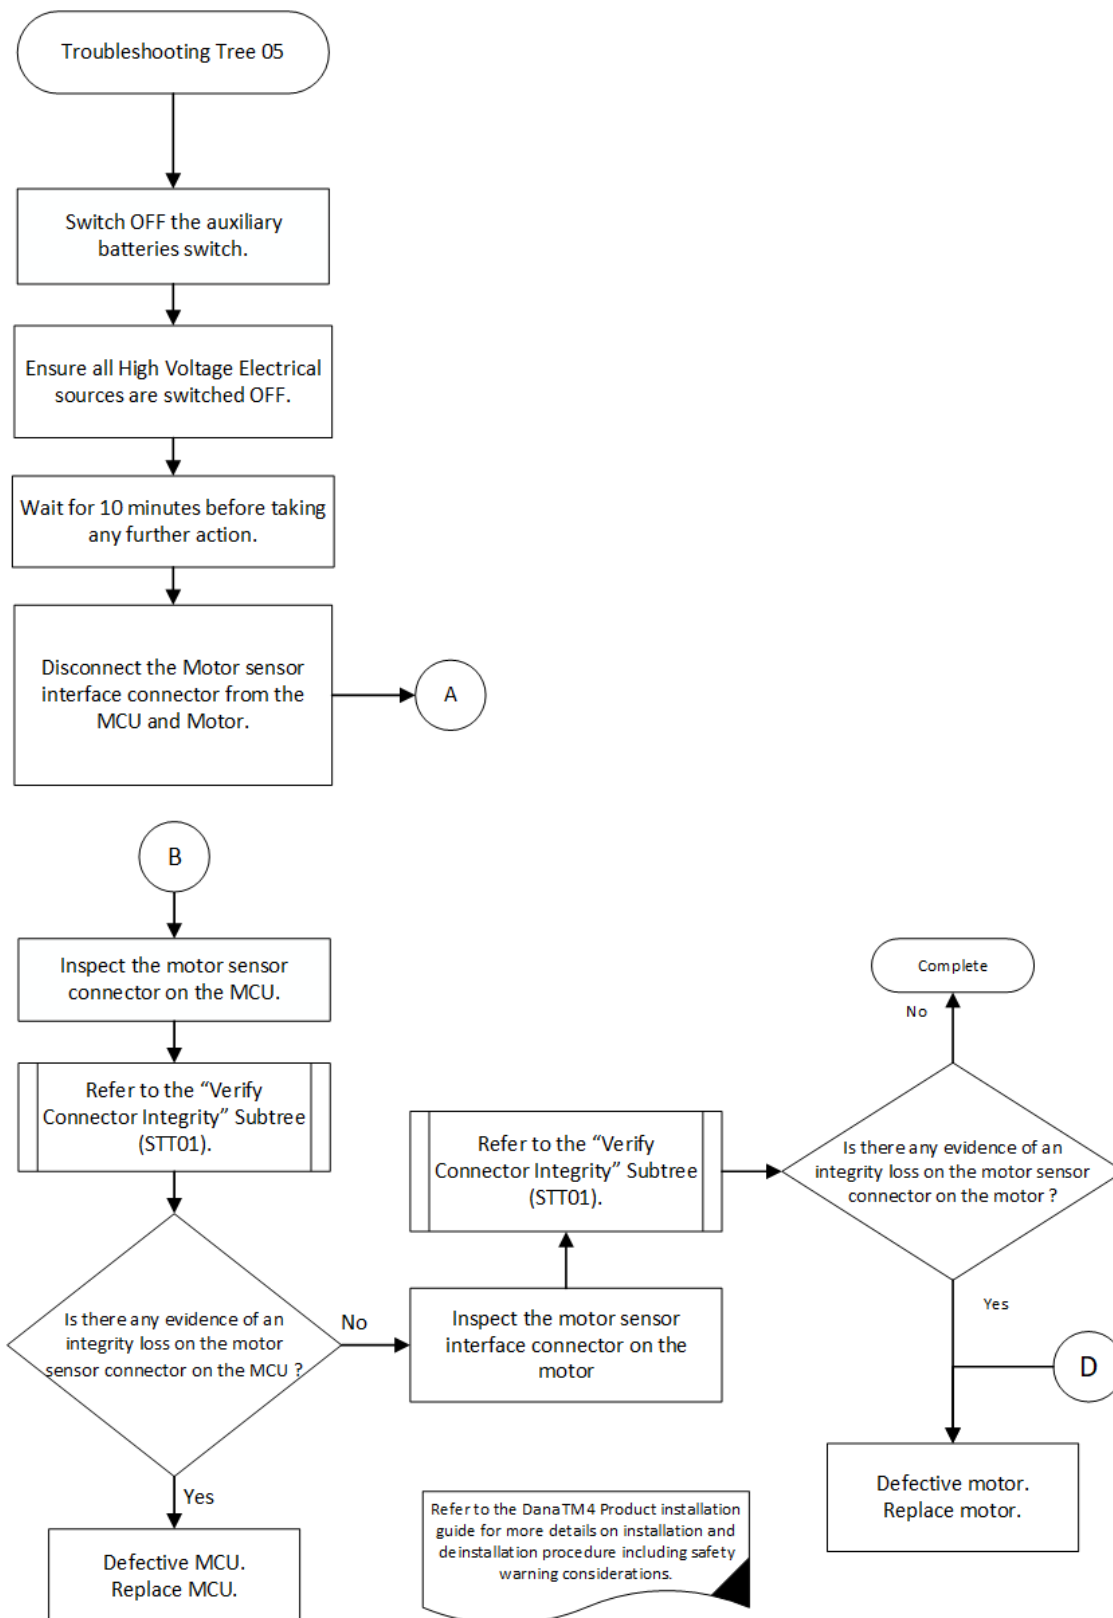 Troubleshooting Tree 05
Switch OFF the auxiliary
batteries switch.
Ensure all High Voltage Electrical
sources are switched OFF.
Wait for 10 minutes before taking
any further action.
Disconnect the Motor sensor
interface connector from the
MCU and Motor.
A
B
Inspect the motor sensor
connector on the MCU.
Refer to the “Verify
Connector Integrity” Subtree
(STT01).
Is there any evidence of an
integrity loss on the motor
sensor connector on the MCU ?
No
Yes
Defective MCU.
Replace MCU.
Inspect the motor sensor
interface connector on the
motor
Refer to the “Verify
Connector Integrity” Subtree
(STT01).
Is there any evidence of an
integrity loss on the motor sensor
connector on the motor ?
No
Complete
Yes
D
Defective motor.
Replace motor.
Refer to the Dana TM4 Product installation
guide for more details on installation and
deinstallation procedure including safety
warning considerations.